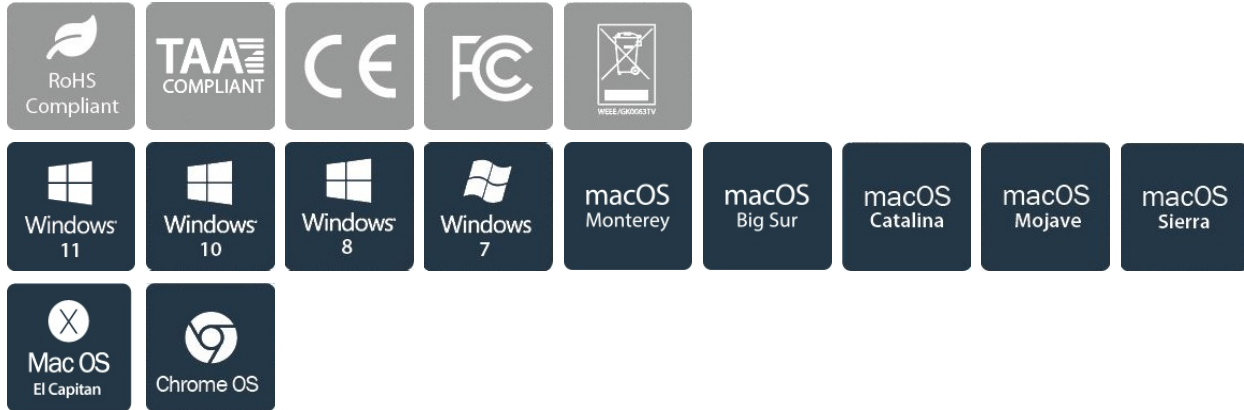 RoHS
Compliant
TAA
COMPLIANT
CE
FC
WEEE/GK0063TV
Windows
11
Windows
10
Windows
8
Windows
7
macOS
Monterey
macOS
Big Sur
macOS
Catalina
macOS
Mojave
macOS
Sierra
X
Mac OS
El Capitan
Chrome OS